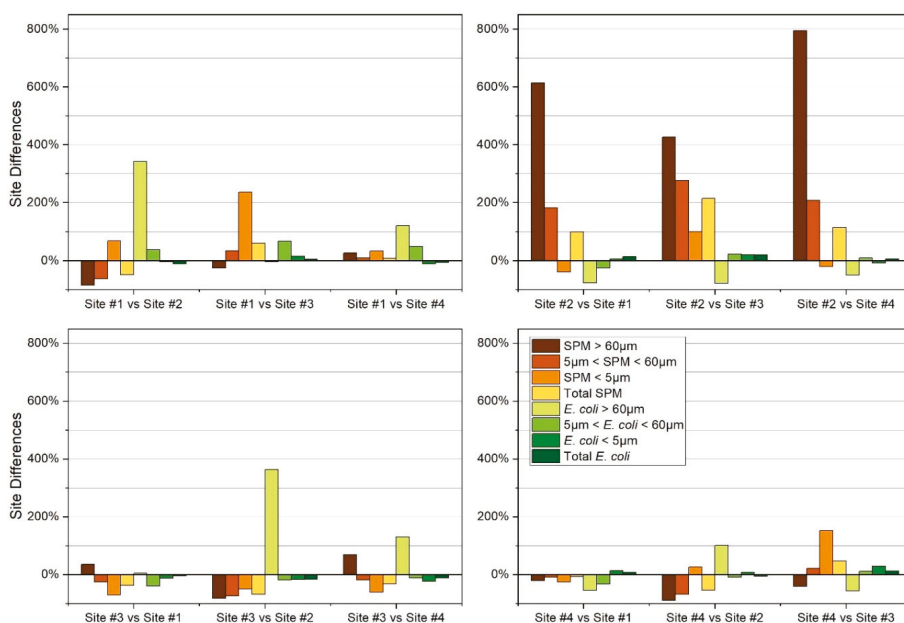 800%
600%
400%
200%
0%
Site Differences
Site #1 vs Site #2 Site #1 vs Site #3 Site #1 vs Site #4
800%
600%
400%
200%
0%
Site #2 vs Site #1 Site #2 vs Site #3 Site #2 vs Site #4
800%
600%
400%
200%
0%
Site Differences
Site #3 vs Site #1 Site #3 vs Site #2 Site #3 vs Site #4
800%
600%
400%
200%
0%
SPM > 60µm
5µm < SPM < 60µm
SPM < 5µm
Total SPM
E. coli > 60µm
5µm < E. coli < 60µm
E. coli < 5µm
Total E. coli
Site #4 vs Site #1 Site #4 vs Site #2 Site #4 vs Site #3